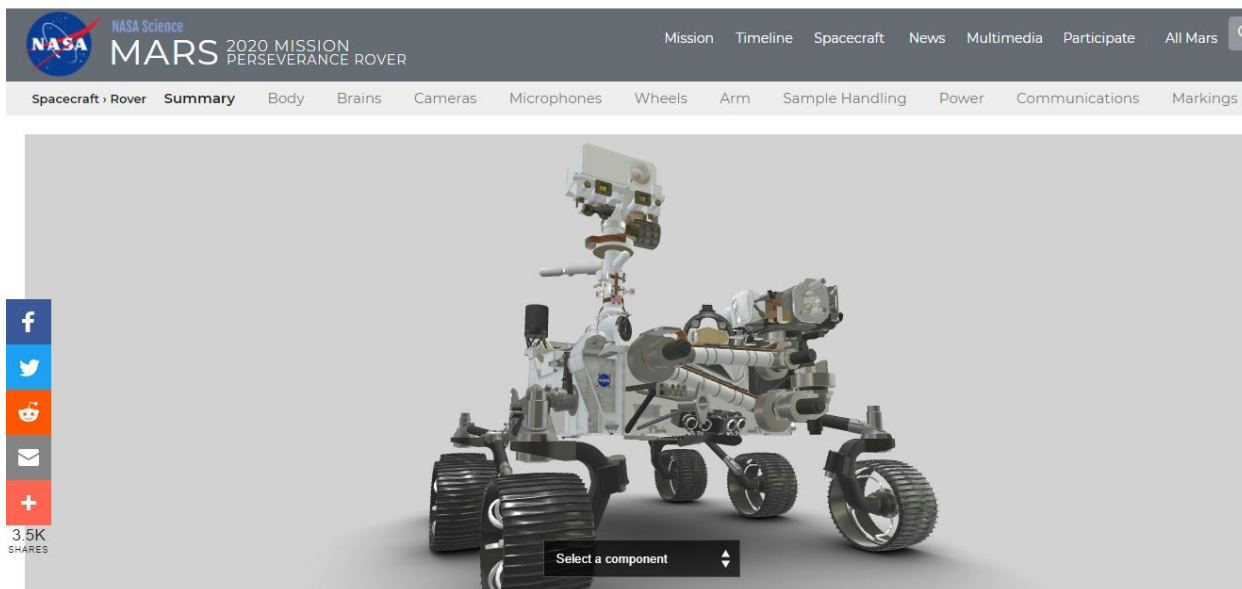 NASA
NASA Science
MARS 2020 MISSION
PERSEVERANCE ROVER
Mission Timeline Spacecraft News Multimedia Participate All Mars
Spacecraft › Rover Summary Body Brains Cameras Microphones Wheels Arm Sample Handling Power Communications Markings
NASA
f
3.5K
SHARES
Select a component